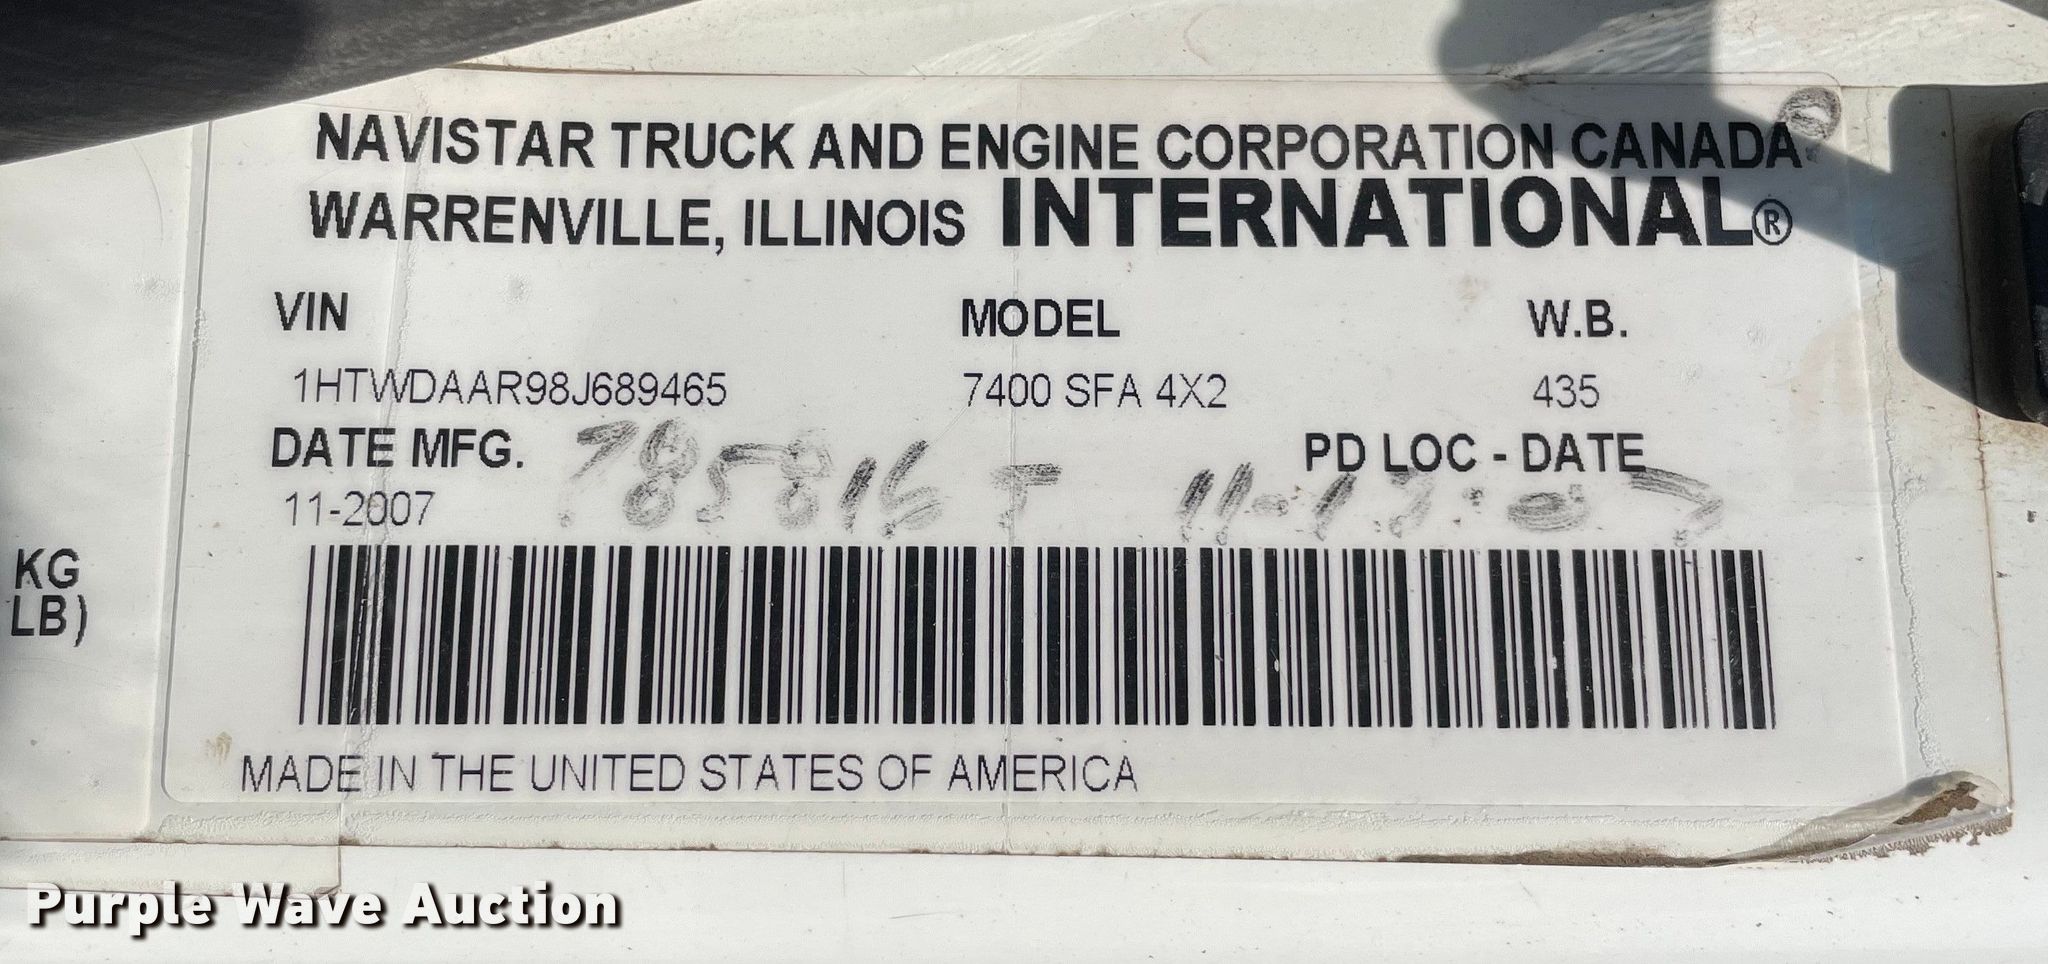 NAVISTAR TRUCK AND ENGINE CORPORATION CANADA
WARRENVILLE, ILLINOIS INTERNATIONAL®
VIN MODEL W.B.
1HTWDAAR98J689465 7400 SFA 4X2 435
DATE MFG. PD LOC - DATE
11-2007 785816
KG
LB)
MADE IN THE UNITED STATES OF AMERICA
Purple Wave Auction